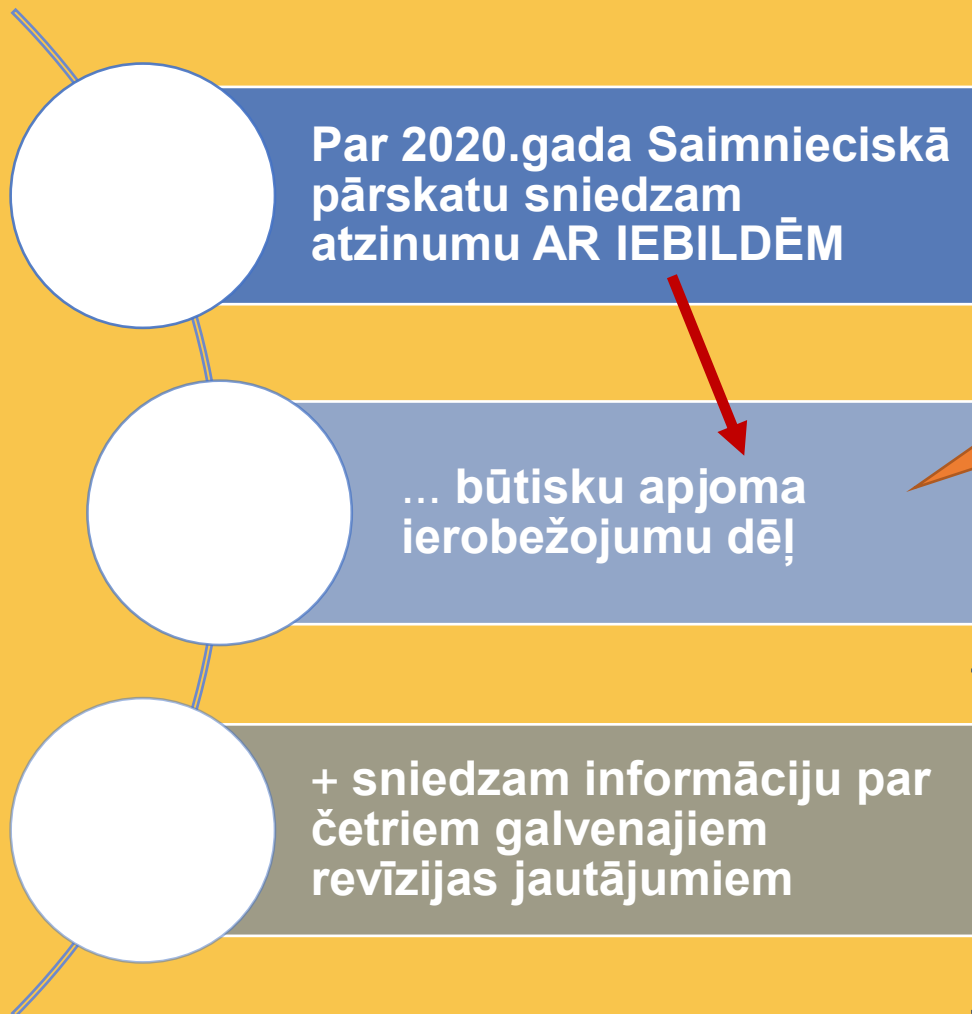 Par 2020.gada Saimnieciskā
pārskatu sniedzam
atzinumu AR IEBILDĒM
... būtisku apjoma
ierobežojumu dēļ
+ sniedzam informāciju par
četriem galvenajiem
revīzijas jautājumiem